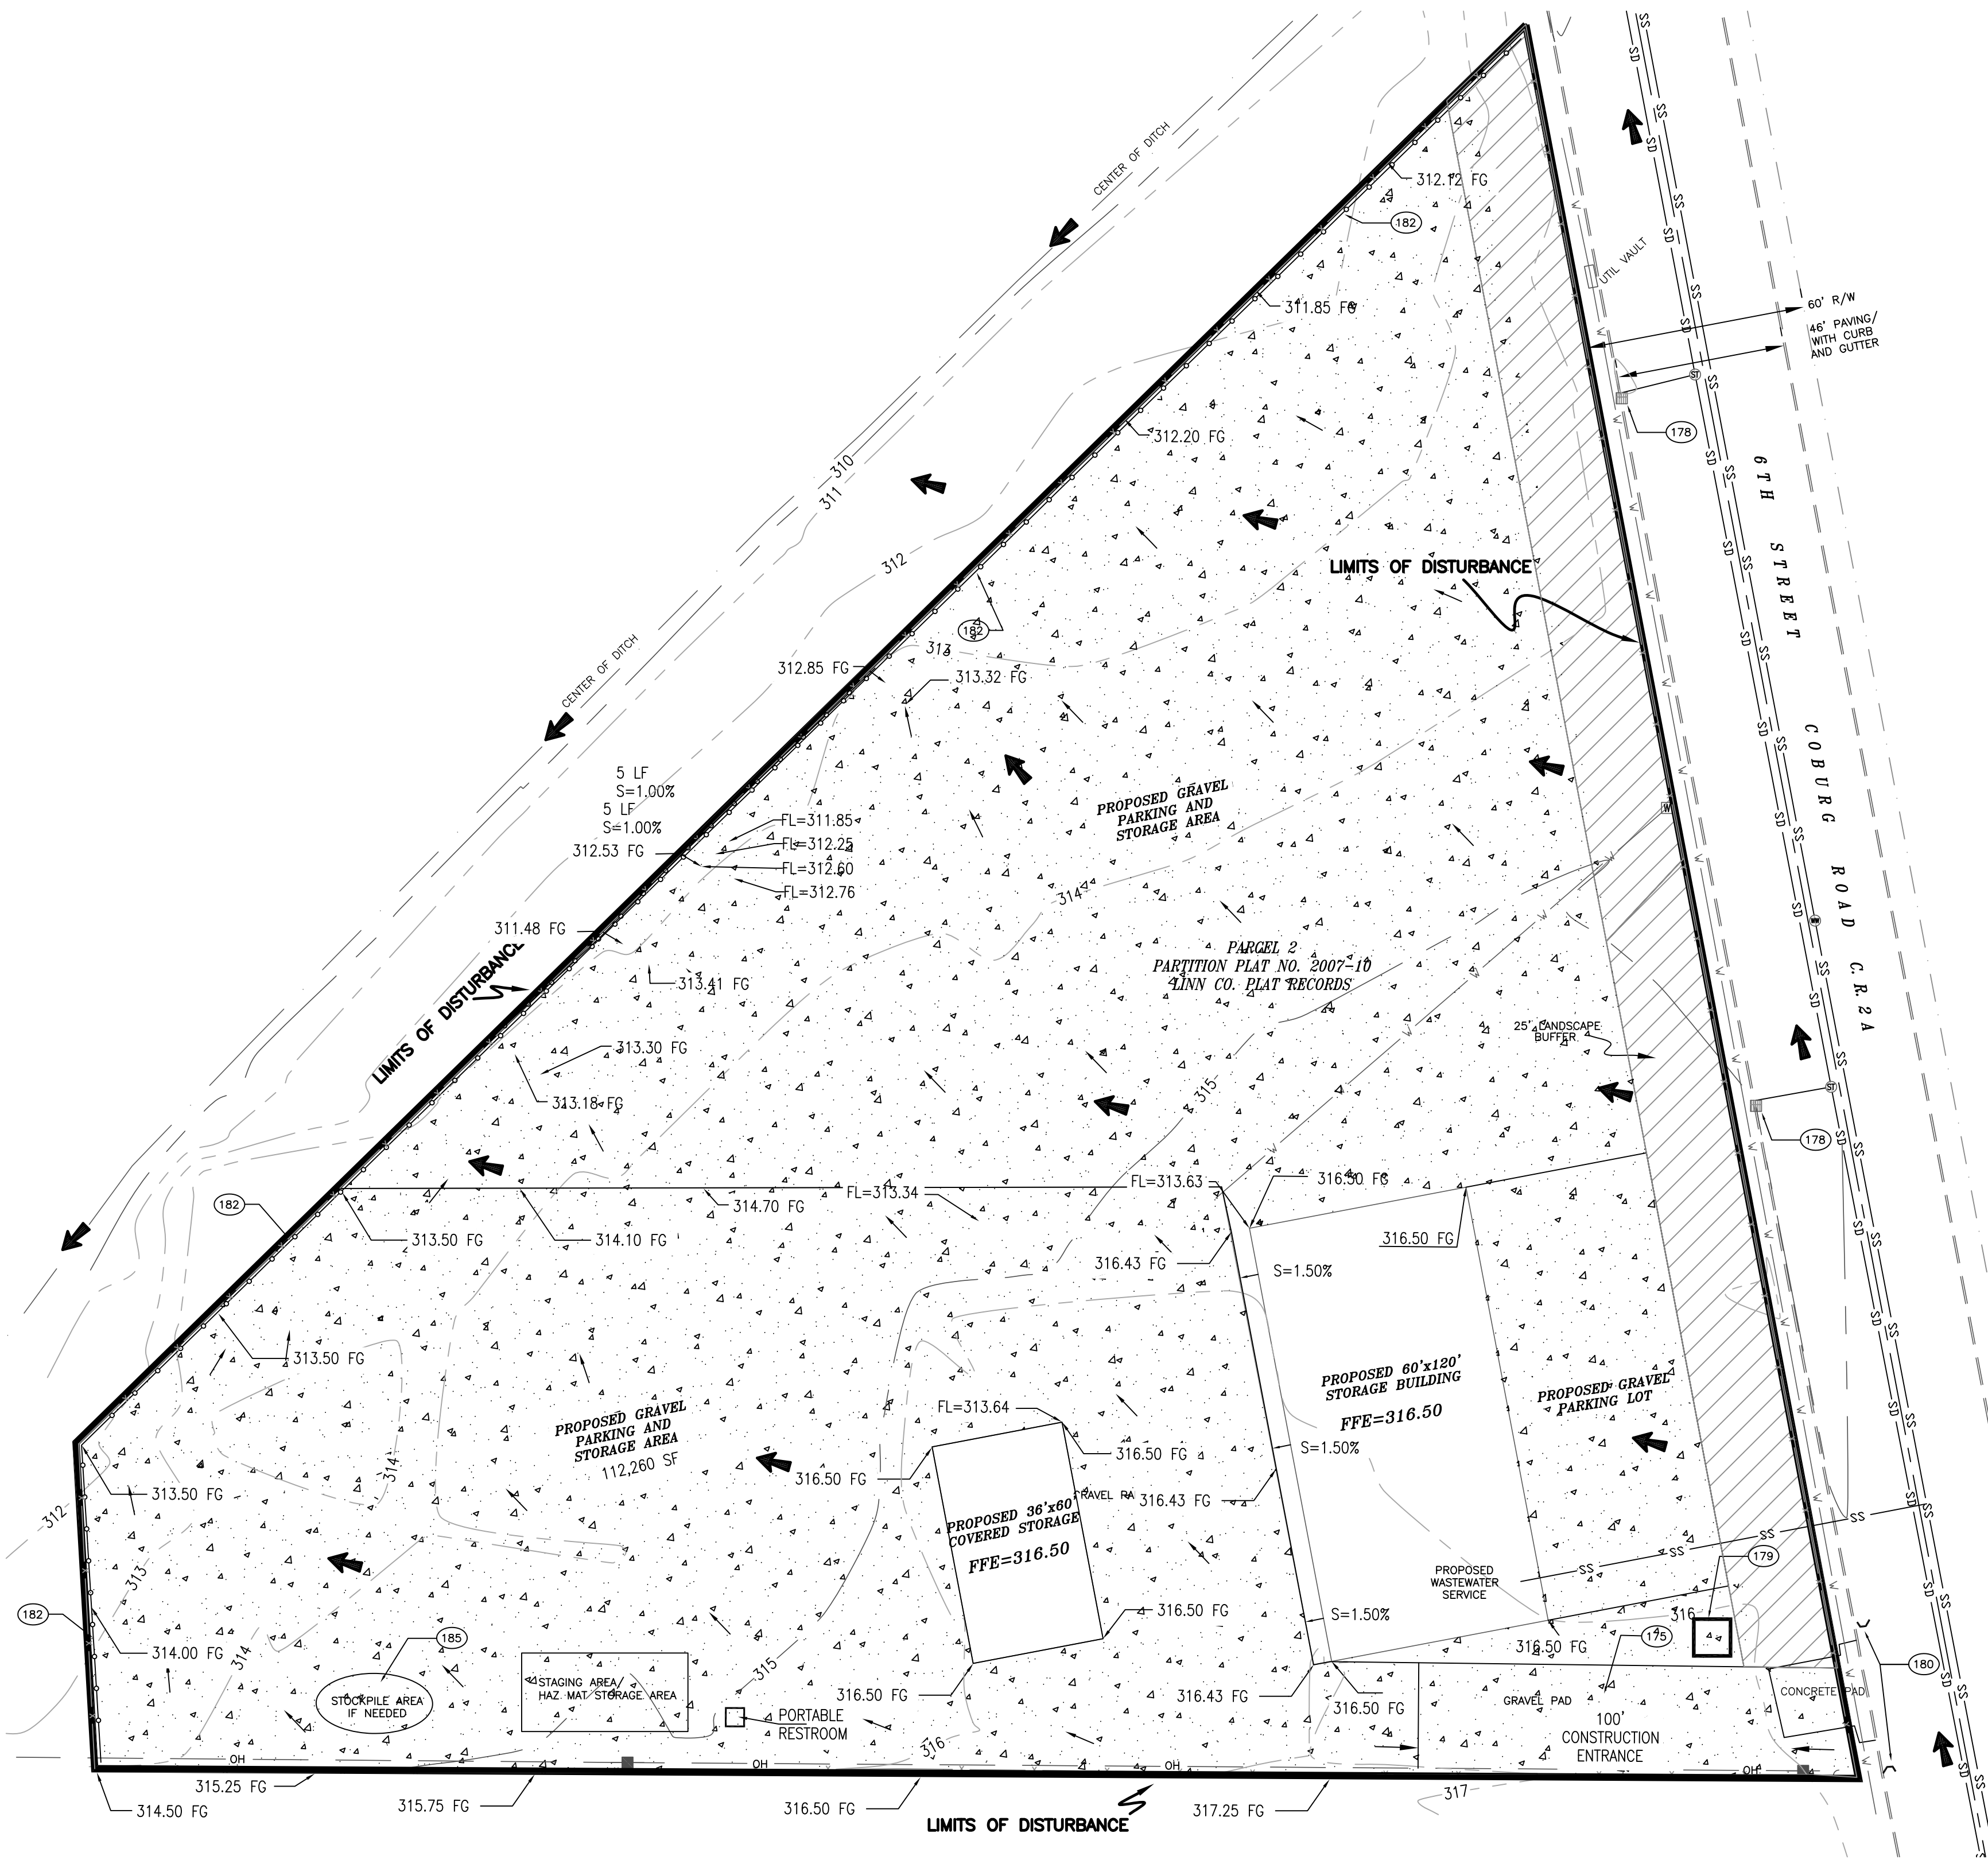 CENTER OF DITCH
312.12 FG
182
UTIL VAULT
311.85 FG
60' R/W
46' PAVING/
WITH CURB
AND GUTTER
ST
178
312.20 FG
310
311
312
6TH STREET COBURG ROAD C.R.2A
LIMITS OF DISTURBANCE
182
313
312.85 FG
313.32 FG
CENTER OF DITCH
5 LF
S=1.00%
5 LF
S=1.00%
312.53 FG
FL=311.85
FL=312.25
FL=312.60
FL=312.76
PROPOSED GRAVEL
PARKING AND
STORAGE AREA
W
314
WW
311.48 FG
LIMITS OF DISTURBANCE
313.41 FG
PARCEL 2
PARTITION PLAT NO. 2007-10
LINN CO. PLAT RECORDS
25' LANDSCAPE
BUFFER
313.30 FG
313.18 FG
315
ST
178
182
FL=313.34
FL=313.63
316.50 FG
314.70 FG
313.50 FG
314.10 FG
316.50 FG
316.43 FG
S=1.50%
313.50 FG
PROPOSED 60'x120'
STORAGE BUILDING
FFE=316.50
PROPOSED GRAVEL
PARKING LOT
PROPOSED GRAVEL
PARKING AND
STORAGE AREA
112,260 SF
FL=313.64
314
316.50 FG
316.50 FG
S=1.50%
313.50 FG
312
316.43 FG
PROPOSED 36'x60'
COVERED STORAGE
FFE=316.50
313
179
PROPOSED
WASTEWATER
SERVICE
SS
SS
SS
SS
182
316.50 FG
S=1.50%
316
314.00 FG
185
314
316.50 FG
175
180
STOCKPILE AREA
IF NEEDED
STAGING AREA/
HAZ MAT STORAGE AREA
315
316.50 FG
316.43 FG
316.50 FG
GRAVEL PAD
CONCRETE PAD
PORTABLE
RESTROOM
316
100'
CONSTRUCTION
ENTRANCE
OH
OH
OH
OH
315.25 FG
314.50 FG
315.75 FG
316.50 FG
317.25 FG
317
LIMITS OF DISTURBANCE